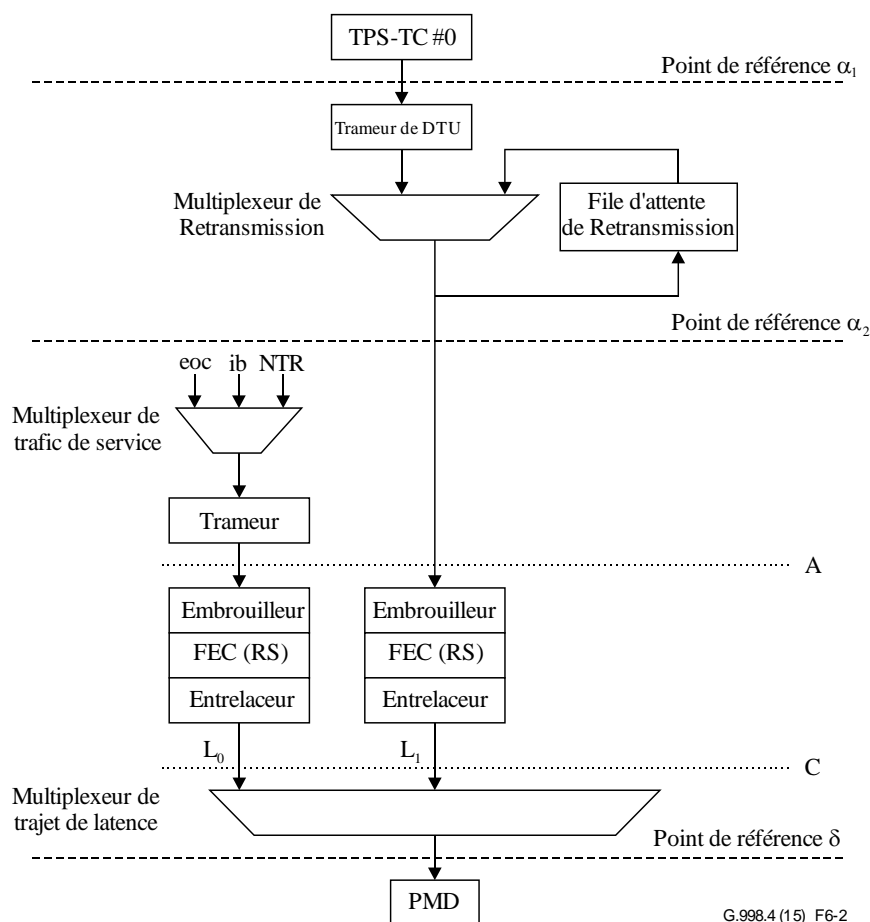 TPS-TC #0
Point de référence α₁
Trameur de DTU
Multiplexeur de
Retransmission
File d'attente
de Retransmission
Point de référence α₂
eoc ib NTR
Multiplexeur de
trafic de service
Trameur
A
Embrouilleur
FEC (RS)
Entrelaceur
Embrouilleur
FEC (RS)
Entrelaceur
L₀
L₁
C
Multiplexeur de
trajet de latence
Point de référence δ
PMD
G.998.4 (15)_F6-2